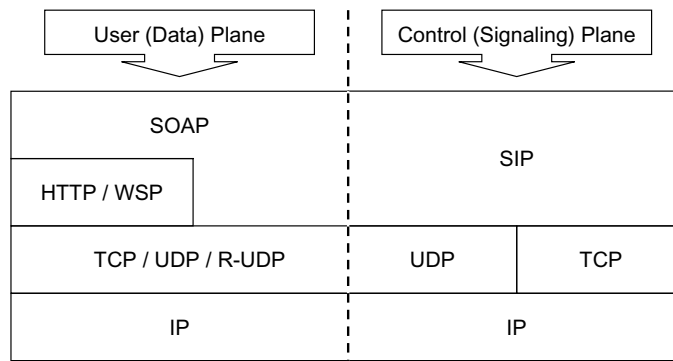 User (Data) Plane
Control (Signaling) Plane
SOAP
SIP
HTTP / WSP
TCP / UDP / R-UDP
UDP
TCP
IP
IP